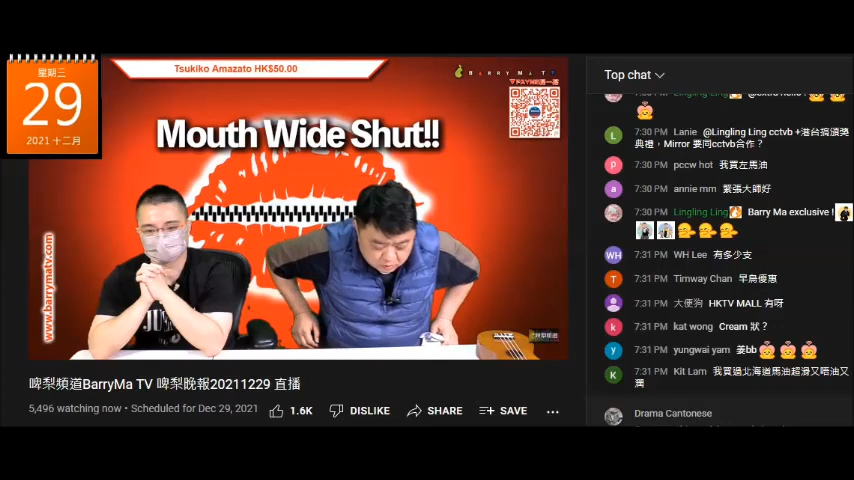 星期三
29
2021 十二月
Tsukiko Amazato HK$50.00
BARRY MA TV
Mouth Wide Shut!!
www.barrymatv.com
啤梨頻道BarryMa TV 啤梨晚報20211229 直播
5,496 watching now • Scheduled for Dec 29, 2021
1.6K
DISLIKE
SHARE
SAVE
Top chat
7:30 PM Lanie @Lingling Ling cctvb +港台搞頒獎
典禮，Mirror 要同cctvb合作？
7:30 PM pccw hot 我買左馬油
7:30 PM annie mm 緊張大師好
7:30 PM Lingling Ling Barry Ma exclusive !
7:31 PM WH Lee 有多少支
7:31 PM Timway Chan 早鳥優惠
7:31 PM 大便狗 HKTV MALL 有呀
7:31 PM kat wong Cream 狀？
7:31 PM yungwai yam 姜bb
7:31 PM Kit Lam 我買過北海道馬油超滑又唔油又
潤
Drama Cantonese